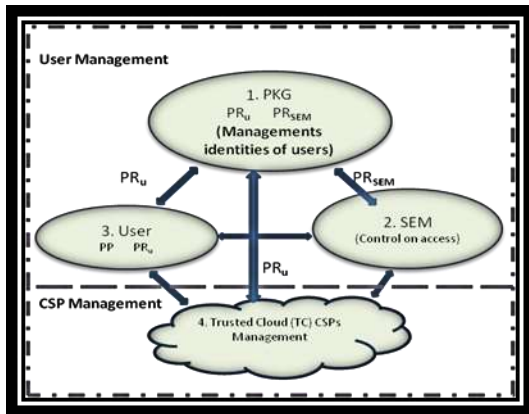 User Management
1. PKG
PRu PRSEM
(Managements
identities of users)
PRu
PRSEM
3. User
PP PRu
2. SEM
(Control on access)
PRu
CSP Management
4. Trusted Cloud (TC) CSPs
Management